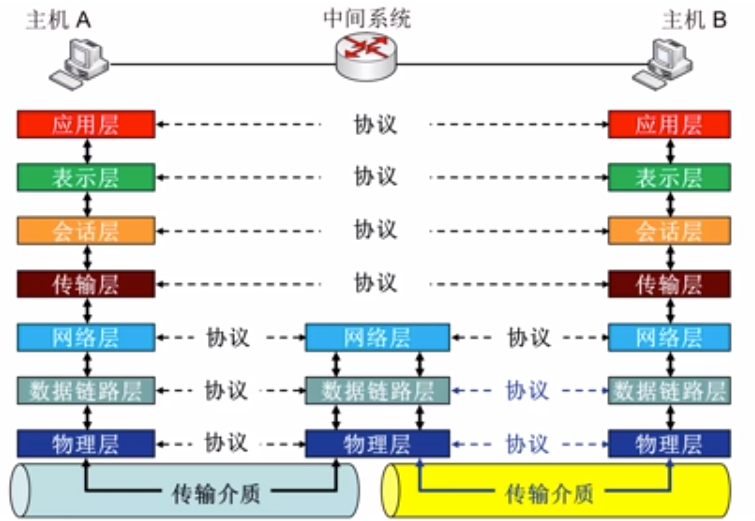 主机 A 中间系统 主机 B
应用层 协议 应用层
表示层 协议 表示层
会话层 协议 会话层
传输层 协议 传输层
网络层 协议 网络层 协议 网络层
数据链路层 协议 数据链路层 协议 数据链路层
物理层 协议 物理层 协议 物理层
传输介质 传输介质